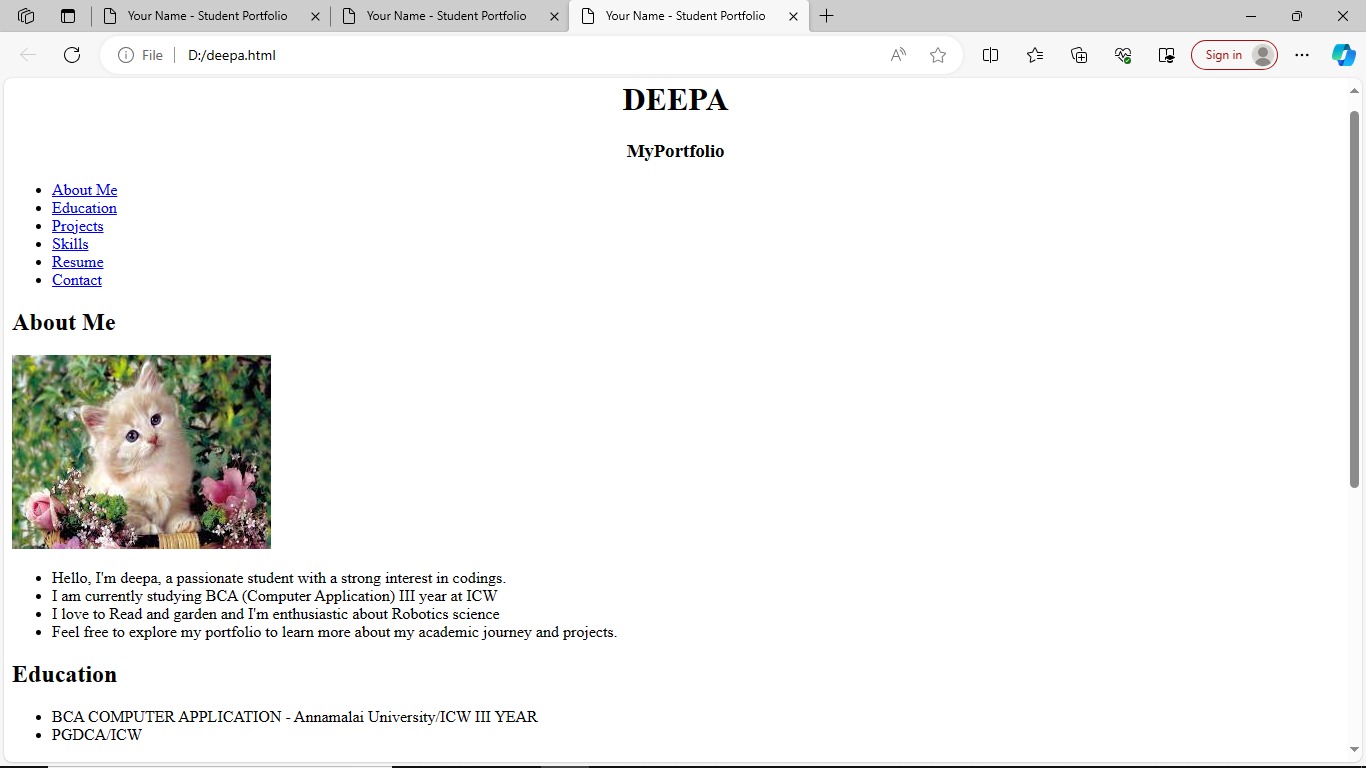 Your Name - Student Portfolio
Your Name - Student Portfolio
Your Name - Student Portfolio
File
D:/deepa.html
Sign in
DEEPA
MyPortfolio
About Me
Education
Projects
Skills
Resume
Contact
About Me
Hello, I'm deepa, a passionate student with a strong interest in codings.
I am currently studying BCA (Computer Application) III year at ICW
I love to Read and garden and I'm enthusiastic about Robotics science
Feel free to explore my portfolio to learn more about my academic journey and projects.
Education
BCA COMPUTER APPLICATION - Annamalai University/ICW III YEAR
PGDCA/ICW